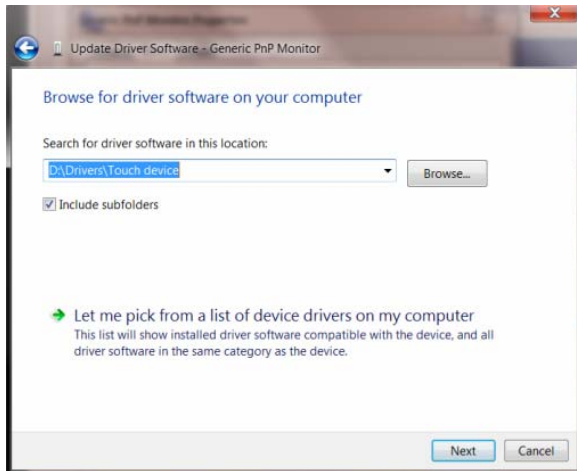 Update Driver Software - Generic PnP Monitor
Browse for driver software on your computer
Search for driver software in this location:
D:\Drivers\Touch device
Browse...
Include subfolders
Let me pick from a list of device drivers on my computer
This list will show installed driver software compatible with the device, and all
driver software in the same category as the device.
Next
Cancel